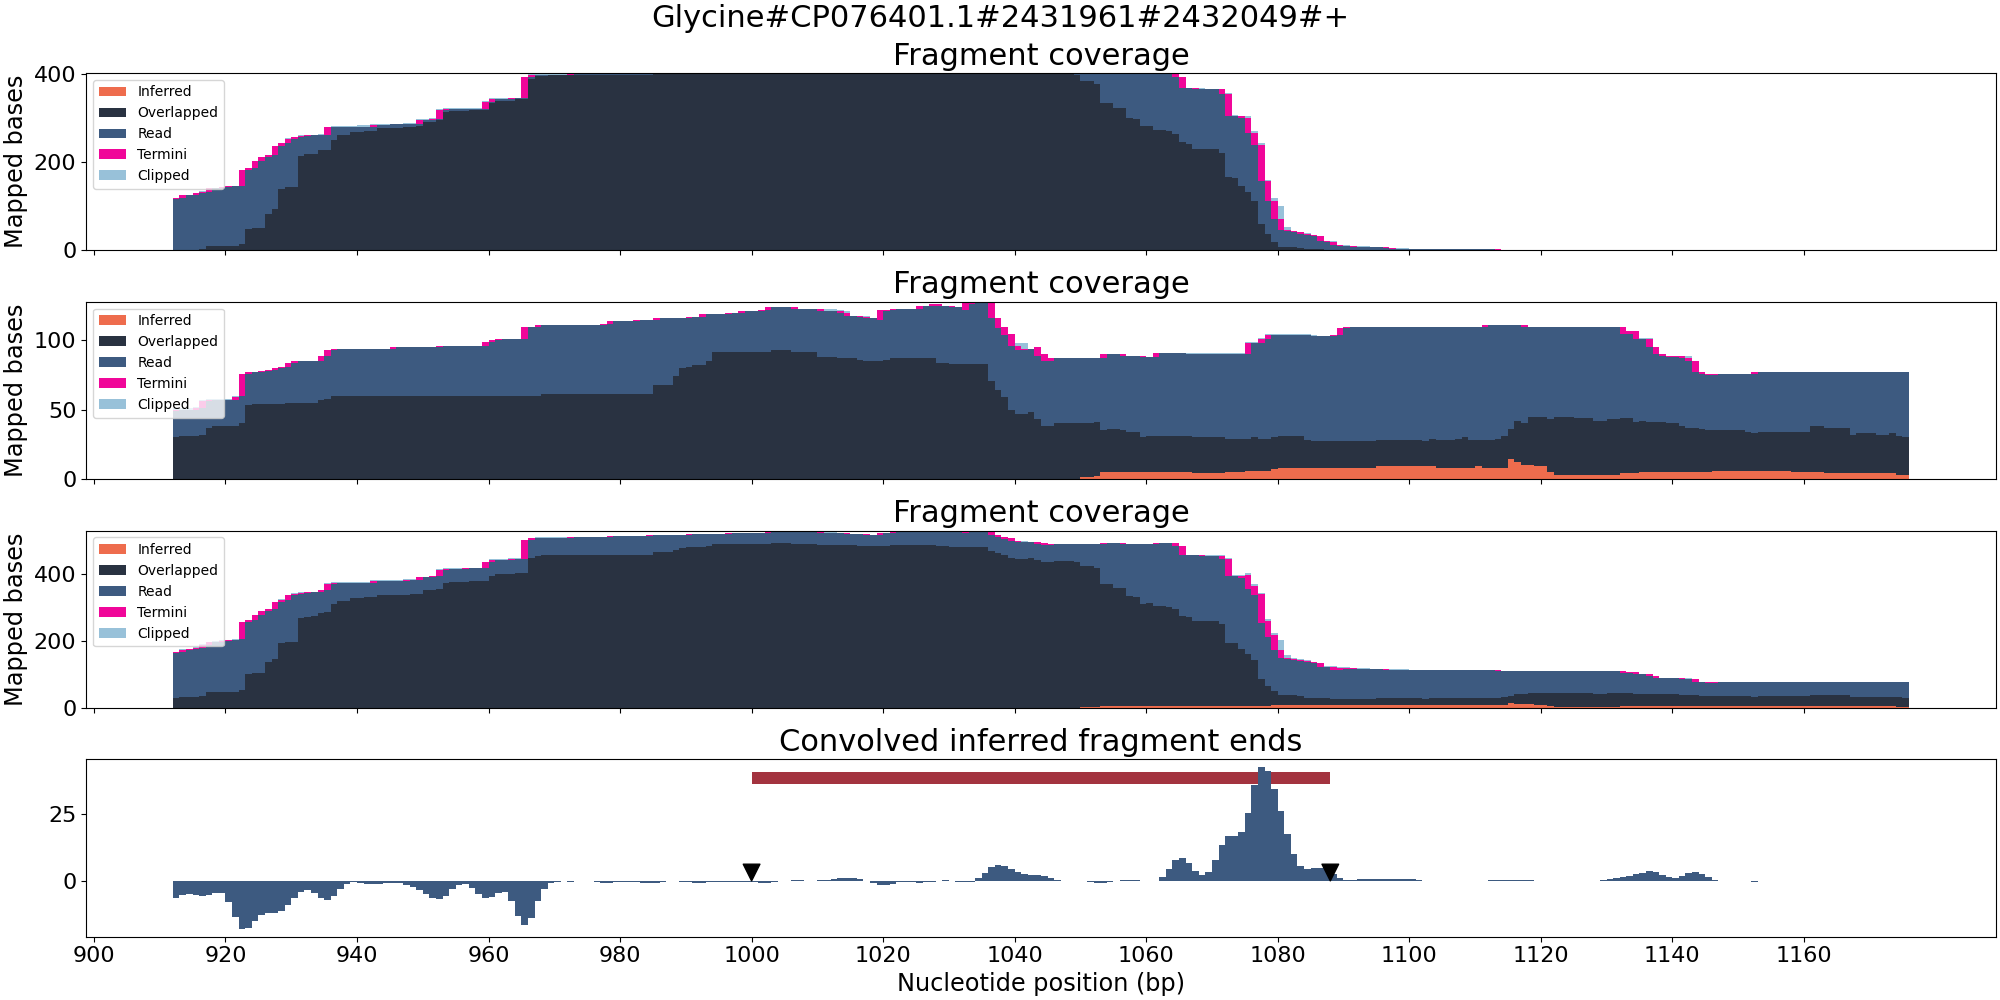 Glycine#CP076401.1#2431961#2432049#+
Fragment coverage
Mapped bases
400
200
0
Inferred
Overlapped
Read
Termini
Clipped
Fragment coverage
Mapped bases
100
50
0
Inferred
Overlapped
Read
Termini
Clipped
Fragment coverage
Mapped bases
400
200
0
Inferred
Overlapped
Read
Termini
Clipped
Convolved inferred fragment ends
25
0
900 920 940 960 980 1000 1020 1040 1060 1080 1100 1120 1140 1160
Nucleotide position (bp)